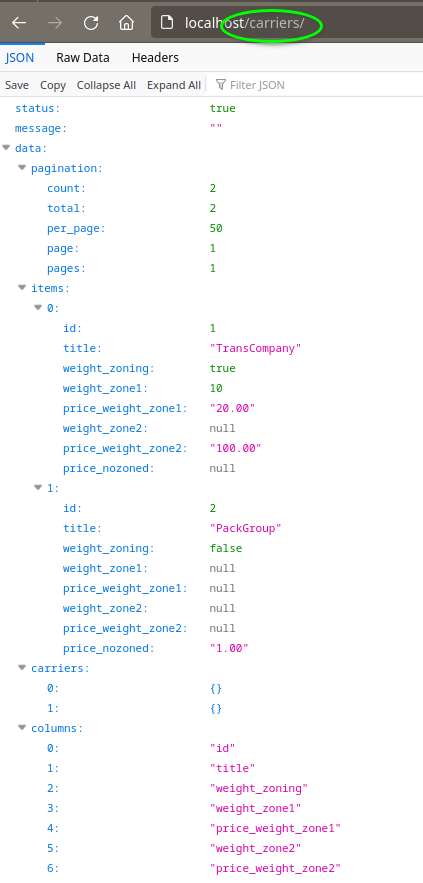 localhost/carriers/
JSON Raw Data Headers
Save Copy Collapse All Expand All Filter JSON
status: true
message: ""
data:
pagination:
count: 2
total: 2
per_page: 50
page: 1
pages: 1
items:
0:
id: 1
title: "TransCompany"
weight_zoning: true
weight_zone1: 10
price_weight_zone1: "20.00"
weight_zone2: null
price_weight_zone2: "100.00"
price_nozoned: null
1:
id: 2
title: "PackGroup"
weight_zoning: false
weight_zone1: null
price_weight_zone1: null
weight_zone2: null
price_weight_zone2: null
price_nozoned: "1.00"
carriers:
0: {}
1: {}
columns:
0: "id"
1: "title"
2: "weight_zoning"
3: "weight_zone1"
4: "price_weight_zone1"
5: "weight_zone2"
6: "price_weight_zone2"